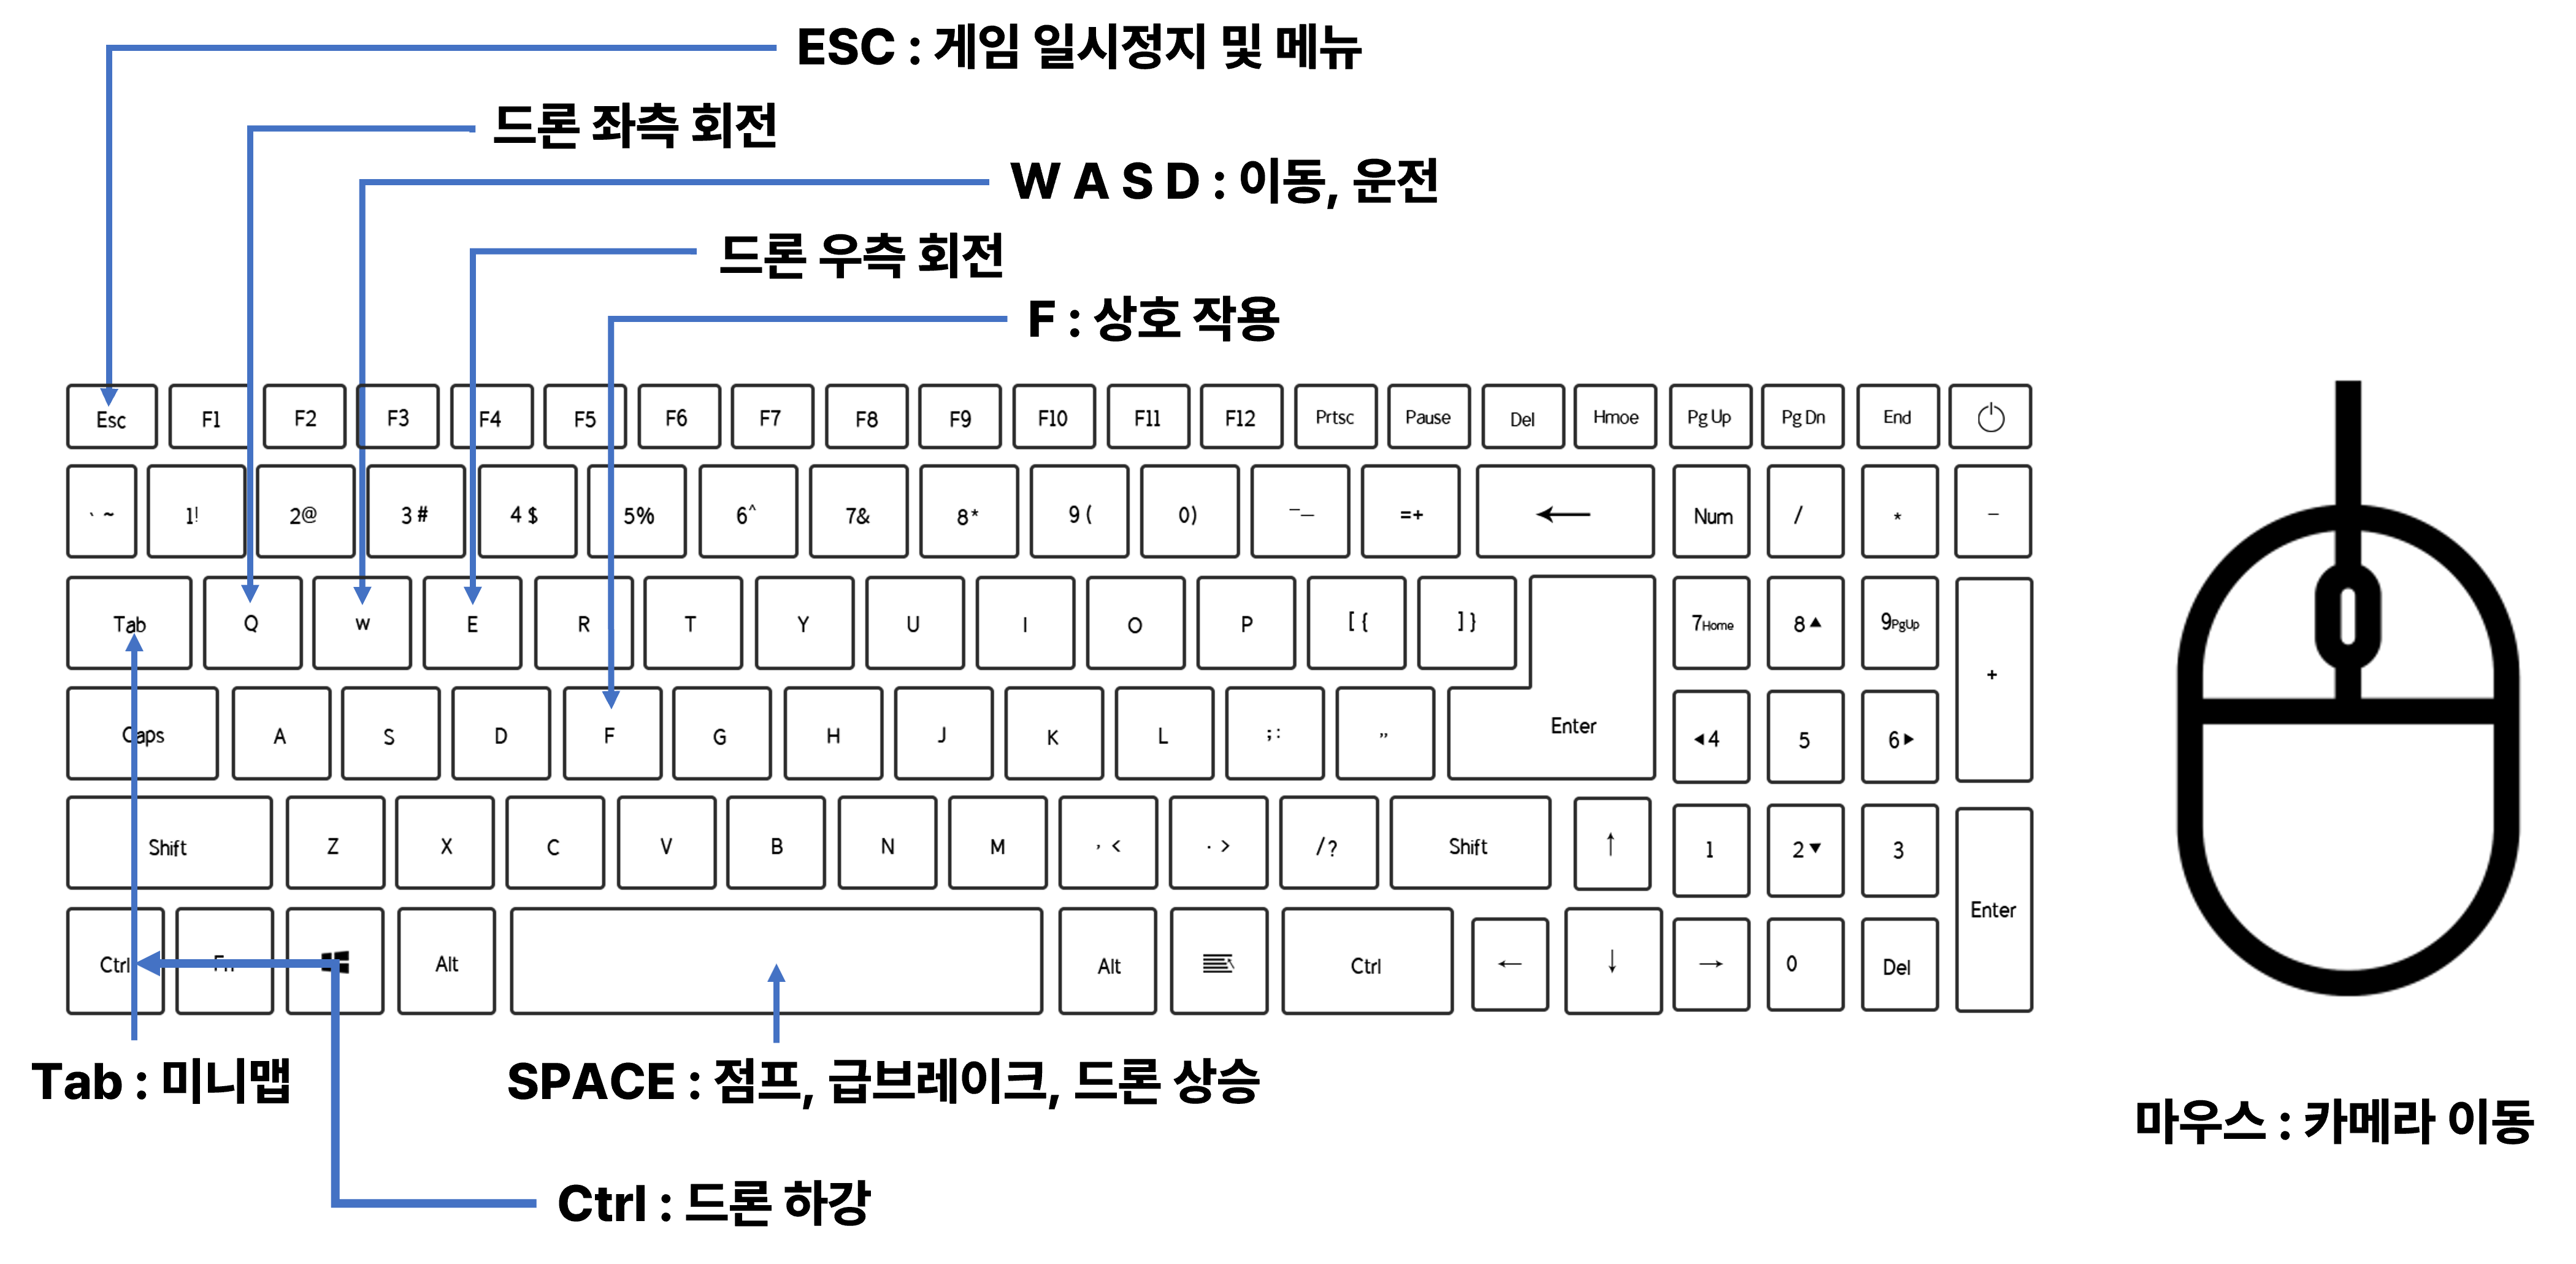 ESC : 게임 일시정지 및 메뉴
드론 좌측 회전
W A S D : 이동, 운전
드론 우측 회전
F : 상호 작용
Esc F1 F2 F3 F4 F5 F6 F7 F8 F9 F10 F11 F12 Prtsc Pause Del Hmoe Pg Up Pg Dn End
` ~ 1! 2@ 3 # 4 $ 5% 6^ 7& 8* 9 ( 0) =+ ← Num / * −
Tab Q w E R T Y U I O P [ { ] } 7Home 8▲ 9PgUp
+
Caps A S D F G H J K L ; : ,, Enter ◀4 5 6▶
Shift Z X C V B N M , < . > / ? Shift ↑ 1 2▼ 3
Enter
Ctrl Fn Alt Alt Ctrl ← ↓ → 0 Del
Tab : 미니맵
SPACE : 점프, 급브레이크, 드론 상승
마우스 : 카메라 이동
Ctrl : 드론 하강